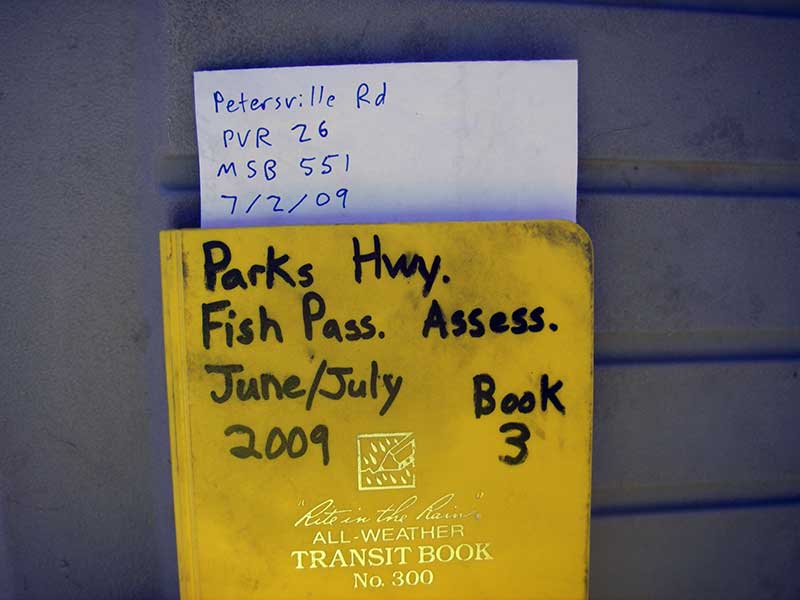 Petersville Rd
PVR 26
MSB 551
7/2/09
Parks Hwy.
Fish Pass. Assess.
June/July Book
2009 3
"Rite in the Rain"
ALL-WEATHER
TRANSIT BOOK
No. 300